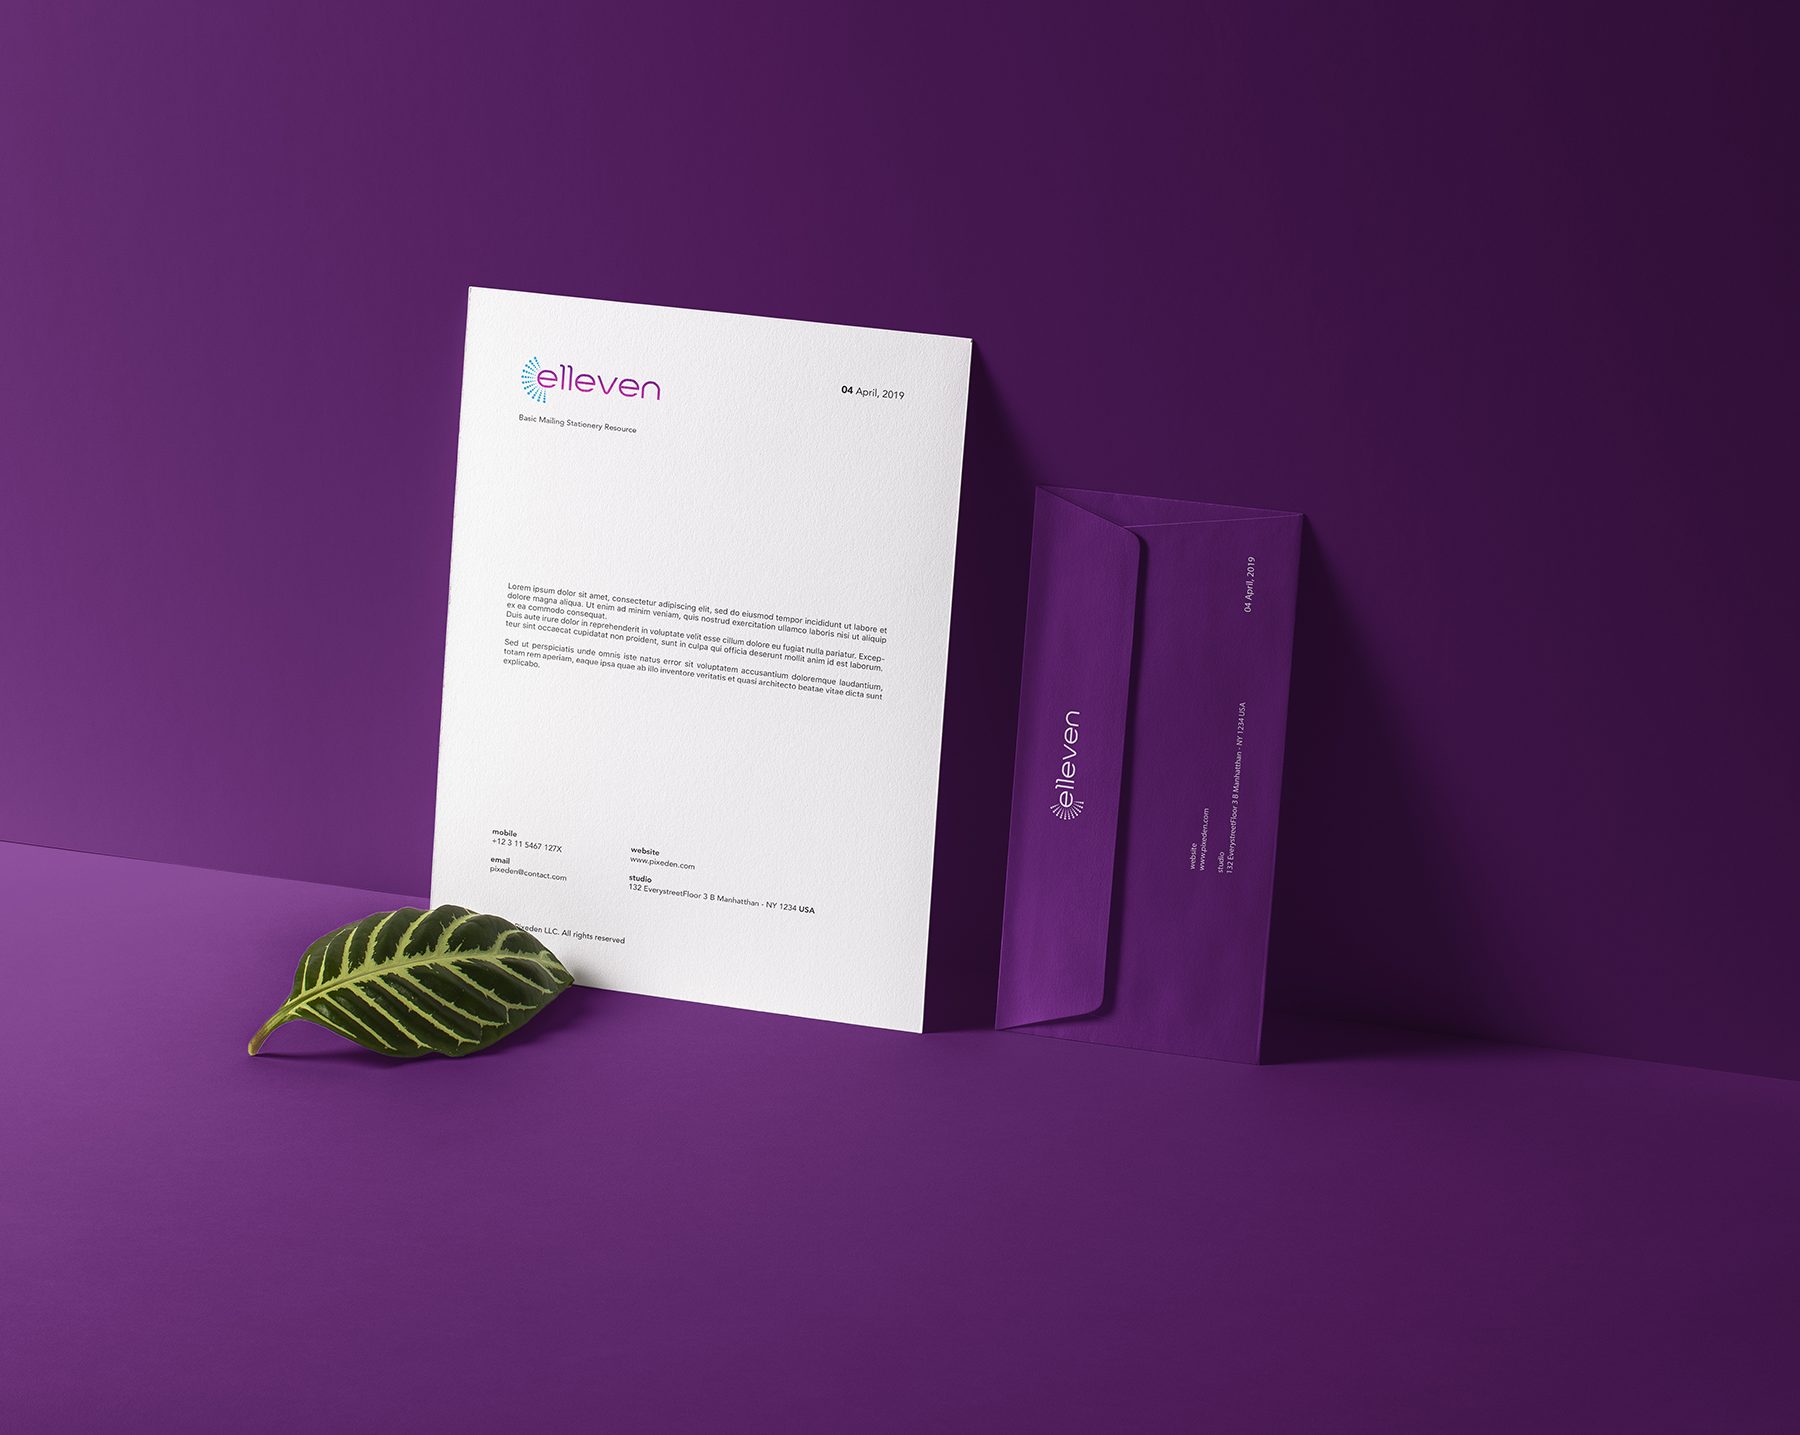 elleven
04 April, 2019
Basic Mailing Stationery Resource
Lorem ipsum dolor sit amet, consectetur adipiscing elit, sed do eiusmod tempor incididunt ut labore et
dolore magna aliqua. Ut enim ad minim veniam, quis nostrud exercitation ullamco laboris nisi ut aliquip
ex ea commodo consequat.
Duis aute irure dolor in reprehenderit in voluptate velit esse cillum dolore eu fugiat nulla pariatur. Excep-
teur sint occaecat cupidatat non proident, sunt in culpa qui officia deserunt mollit anim id est laborum.
Sed ut perspiciatis unde omnis iste natus error sit voluptatem accusantium doloremque laudantium,
totam rem aperiam, eaque ipsa quae ab illo inventore veritatis et quasi architecto beatae vitae dicta sunt
explicabo.
mobile
+12 3 11 5467 127X
email
pixeden@contact.com
website
www.pixeden.com
studio
132 EverystreetFloor 3 B Manhatthan - NY 1234 USA
Pixeden LLC. All rights reserved
elleven
04 April, 2019
website
www.pixeden.com
studio
132 EverystreetFloor 3 B Manhatthan - NY 1234 USA